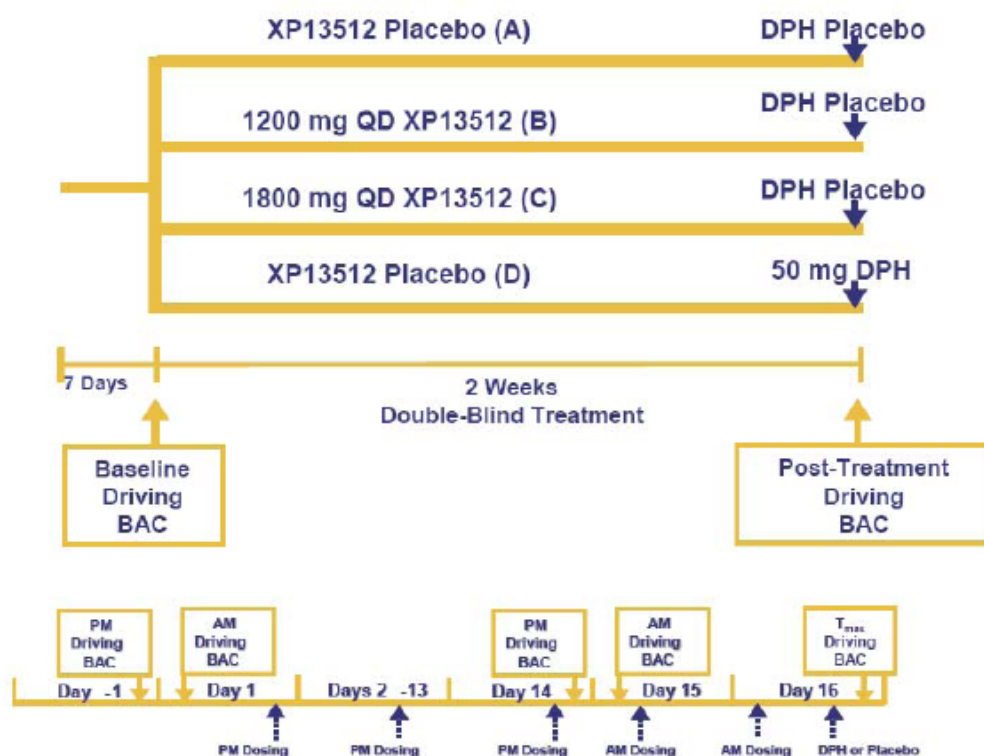 XP13512 Placebo (A)
DPH Placebo
1200 mg QD XP13512 (B)
DPH Placebo
1800 mg QD XP13512 (C)
DPH Placebo
XP13512 Placebo (D)
50 mg DPH
7 Days
2 Weeks
Double-Blind Treatment
Baseline
Driving
BAC
Post-Treatment
Driving
BAC
PM
Driving
BAC
AM
Driving
BAC
PM
Driving
BAC
AM
Driving
BAC
Tmax
Driving
BAC
Day -1
Day 1
Days 2 -13
Day 14
Day 15
Day 16
PM Dosing
PM Dosing
PM Dosing
AM Dosing
AM Dosing
DPH or Placebo